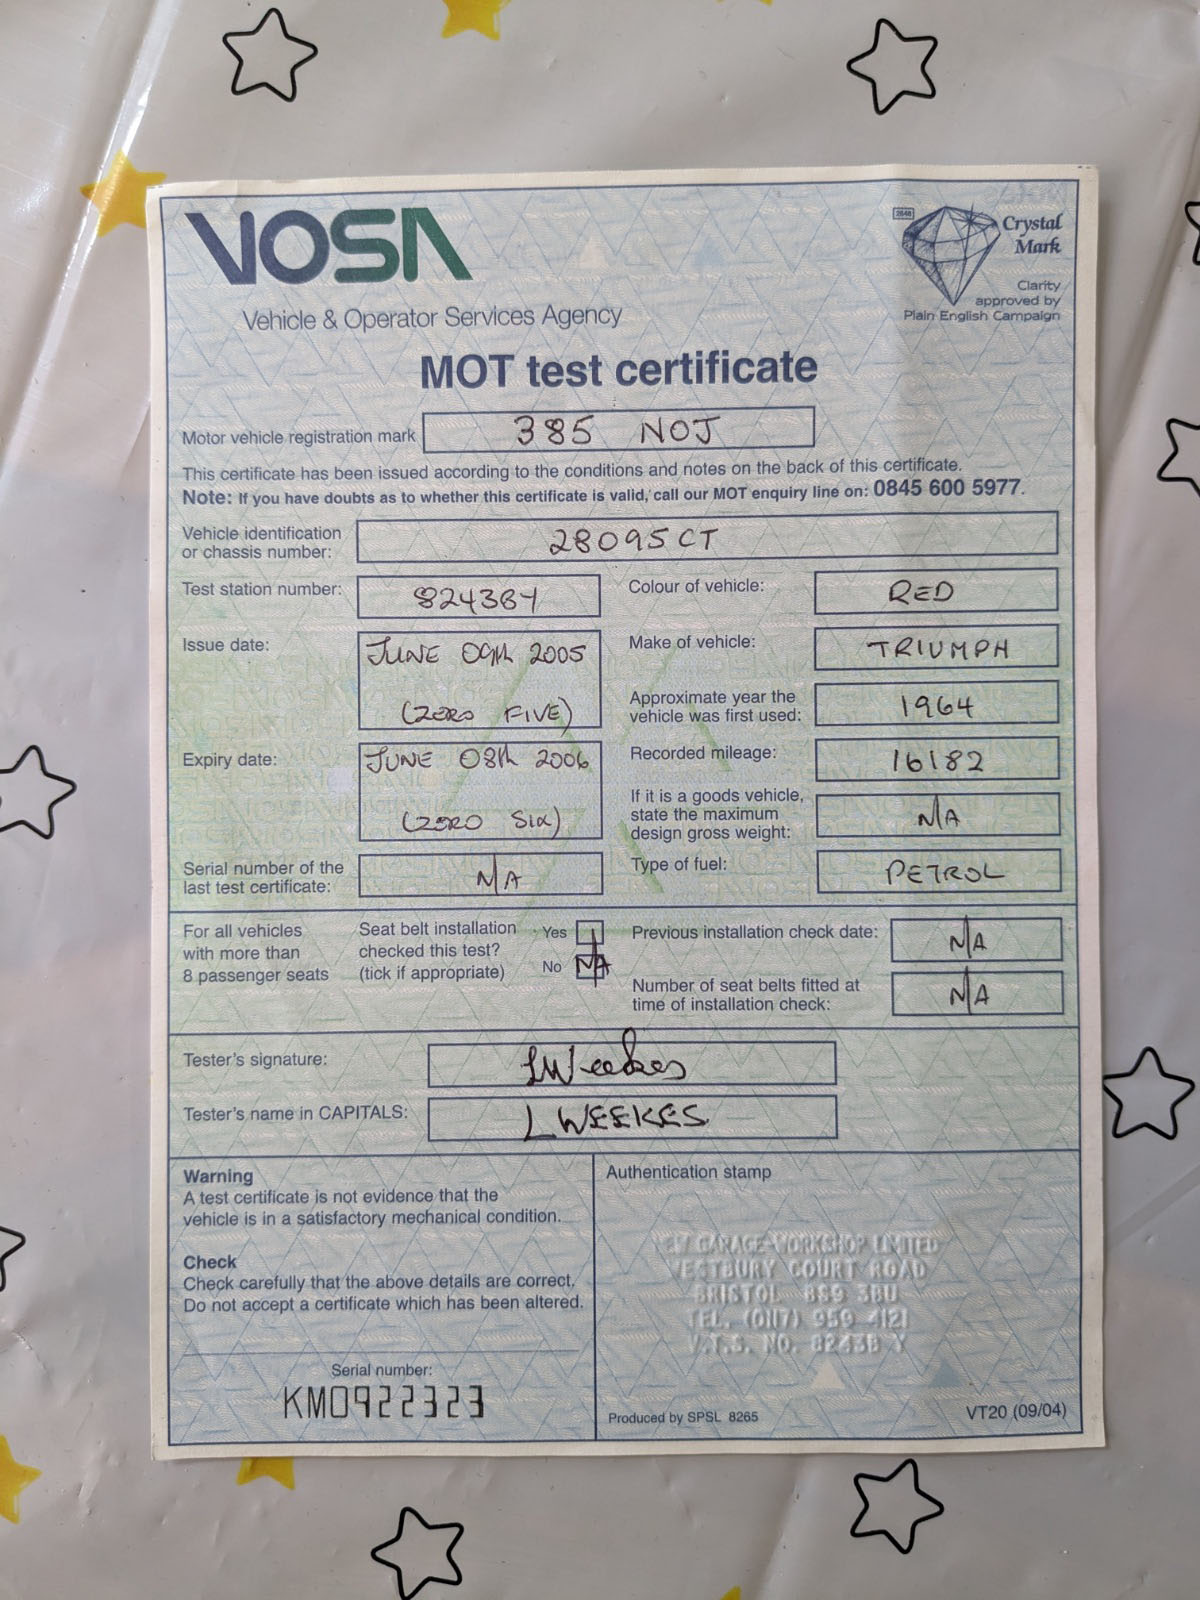 VOSA
Vehicle & Operator Services Agency
Crystal
Mark
Clarity
approved by
Plain English Campaign
MOT test certificate
Motor vehicle registration mark 385 NOJ
This certificate has been issued according to the conditions and notes on the back of this certificate.
Note: If you have doubts as to whether this certificate is valid, call our MOT enquiry line on: 0845 600 5977.
Vehicle identification
or chassis number: 28095CT
Test station number:
Colour of vehicle: RED
Issue date: JUNE 09th 2005
(ZERO FIVE)
Make of vehicle: TRIUMPH
Approximate year the
vehicle was first used: 1964
Expiry date: JUNE 08th 2006
(ZERO SIX)
Recorded mileage: 16182
If it is a goods vehicle,
state the maximum
design gross weight: N/A
Serial number of the
last test certificate: N/A
Type of fuel: PETROL
For all vehicles
with more than
8 passenger seats
Seat belt installation
checked this test?
(tick if appropriate)
Yes
No N/A
Previous installation check date: N/A
Number of seat belts fitted at
time of installation check: N/A
Tester's signature: LWeekes
Tester's name in CAPITALS: L WEEKES
Warning
A test certificate is not evidence that the
vehicle is in a satisfactory mechanical condition.
Check
Check carefully that the above details are correct.
Do not accept a certificate which has been altered.
Serial number:
KM0922323
Authentication stamp
GARAGE WORKSHOP LIMITED
WESTBURY COURT ROAD
BRISTOL BS9 3BU
TEL. (0117) 959 4121
V.T.S. NO.
Produced by SPSL 8265
VT20 (09/04)